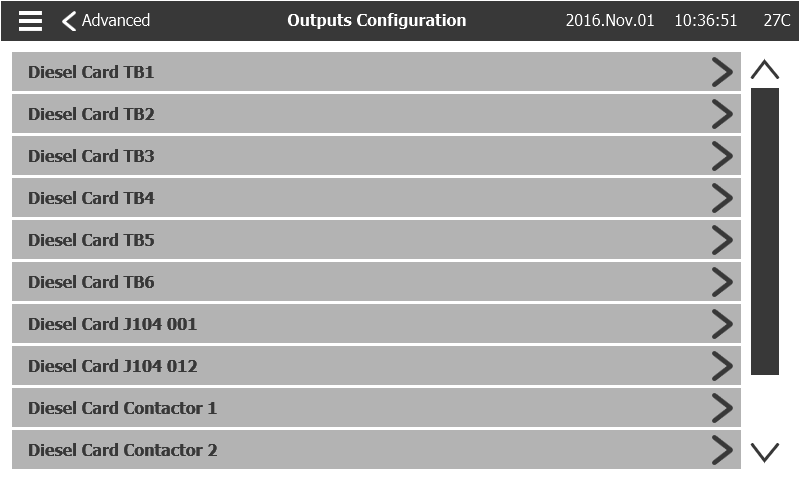 Advanced Outputs Configuration 2016.Nov.01 10:36:51 27C
Diesel Card TB1
Diesel Card TB2
Diesel Card TB3
Diesel Card TB4
Diesel Card TB5
Diesel Card TB6
Diesel Card J104 001
Diesel Card J104 012
Diesel Card Contactor 1
Diesel Card Contactor 2